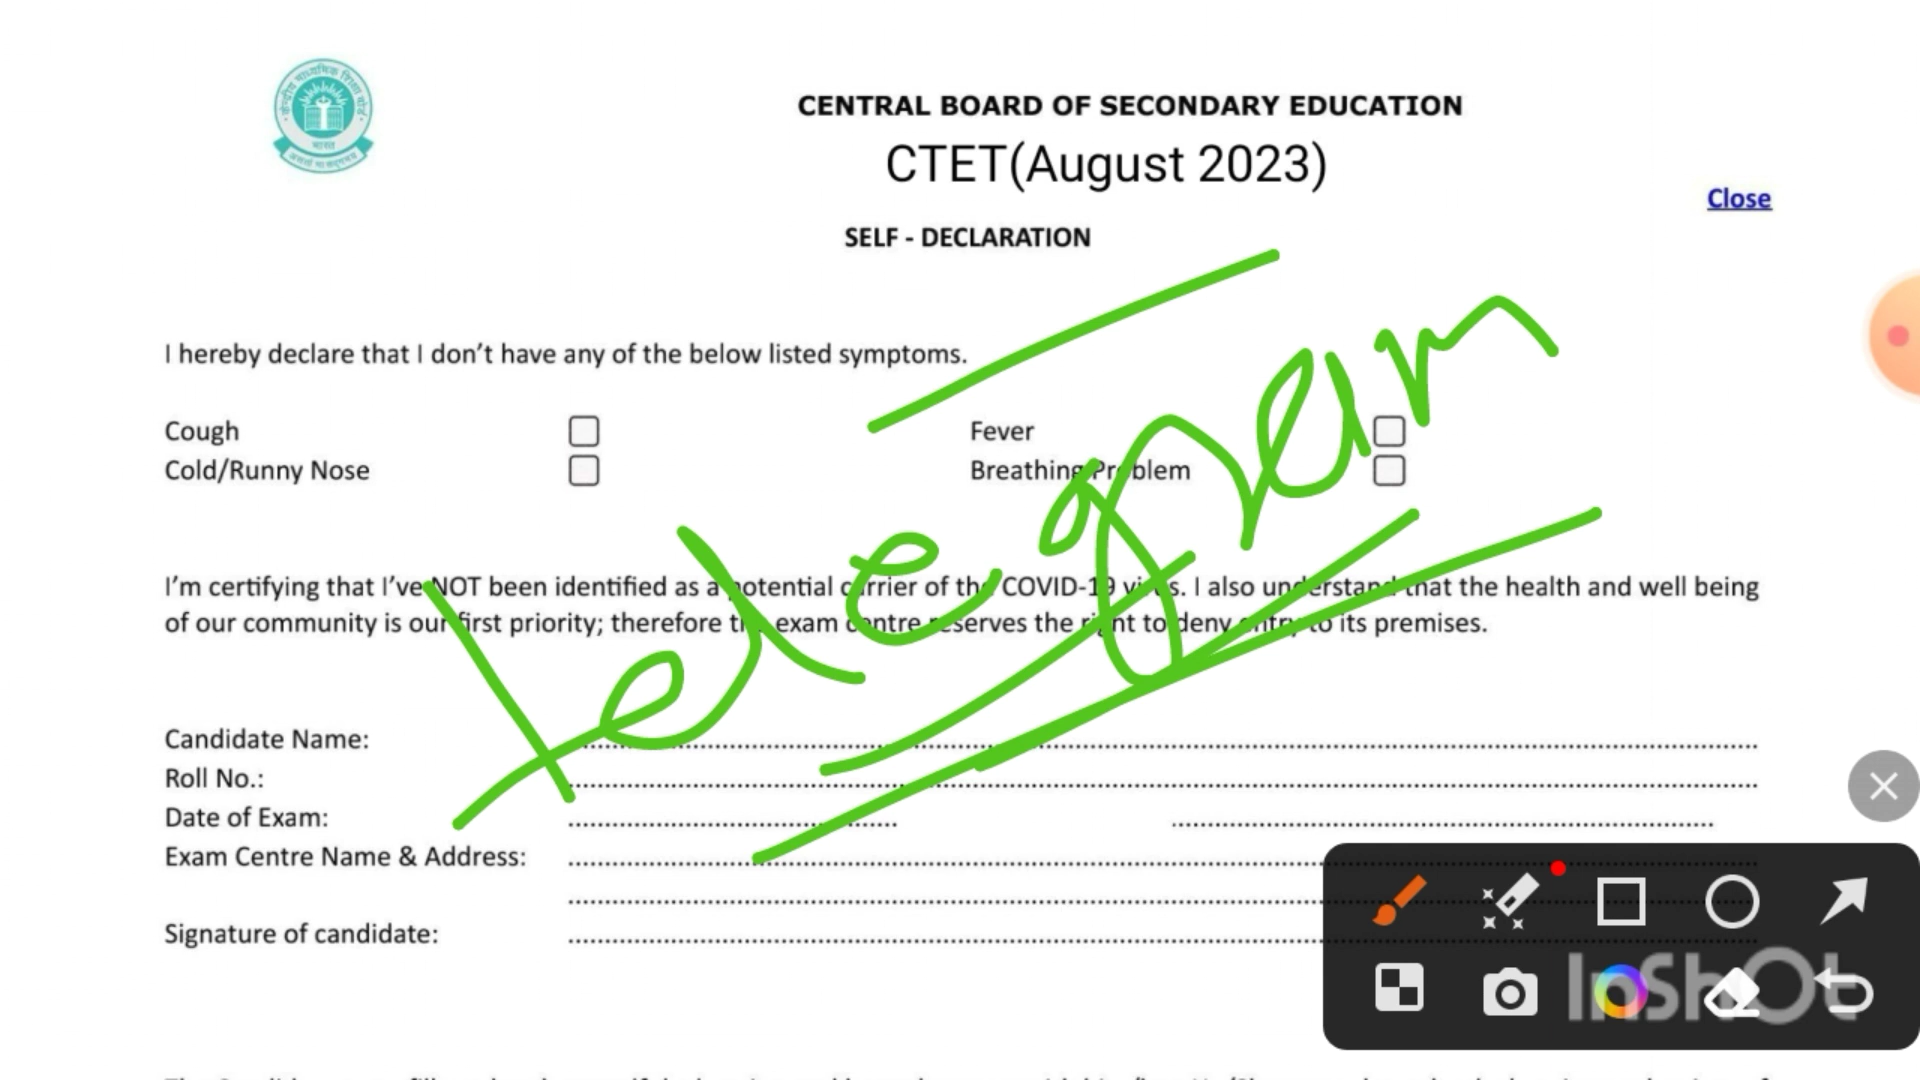 CENTRAL BOARD OF SECONDARY EDUCATION
CTET(August 2023)
Close
SELF - DECLARATION
I hereby declare that I don't have any of the below listed symptoms.
Cough Fever
Cold/Runny Nose Breathing Problem
telegram
I'm certifying that I've NOT been identified as a potential carrier of the COVID-19 virus. I also understand that the health and well being
of our community is our first priority; therefore the exam centre reserves the right to deny entry to its premises.
Candidate Name:
Roll No.:
Date of Exam:
Exam Centre Name & Address:
Signature of candidate:
InShOt